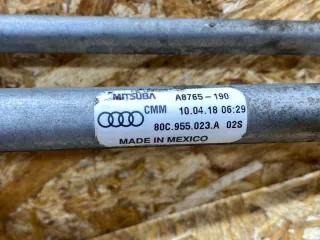 MITSUBA A8765-190
CMM 10.04.18 06:29
80C.955.023.A 02S
MADE IN MEXICO